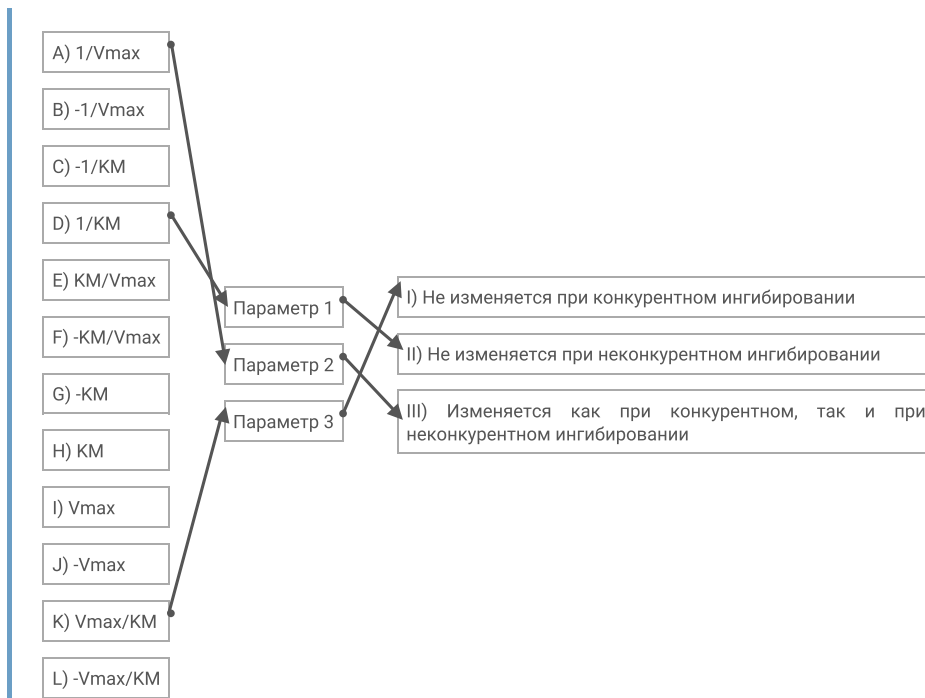 A) 1/Vmax
B) -1/Vmax
C) -1/KM
D) 1/KM
E) KM/Vmax
F) -KM/Vmax
G) -KM
H) KM
I) Vmax
J) -Vmax
K) Vmax/KM
L) -Vmax/KM
Параметр 1
Параметр 2
Параметр 3
I) Не изменяется при конкурентном ингибировании
II) Не изменяется при неконкурентном ингибировании
III) Изменяется как при конкурентном, так и при
неконкурентном ингибировании